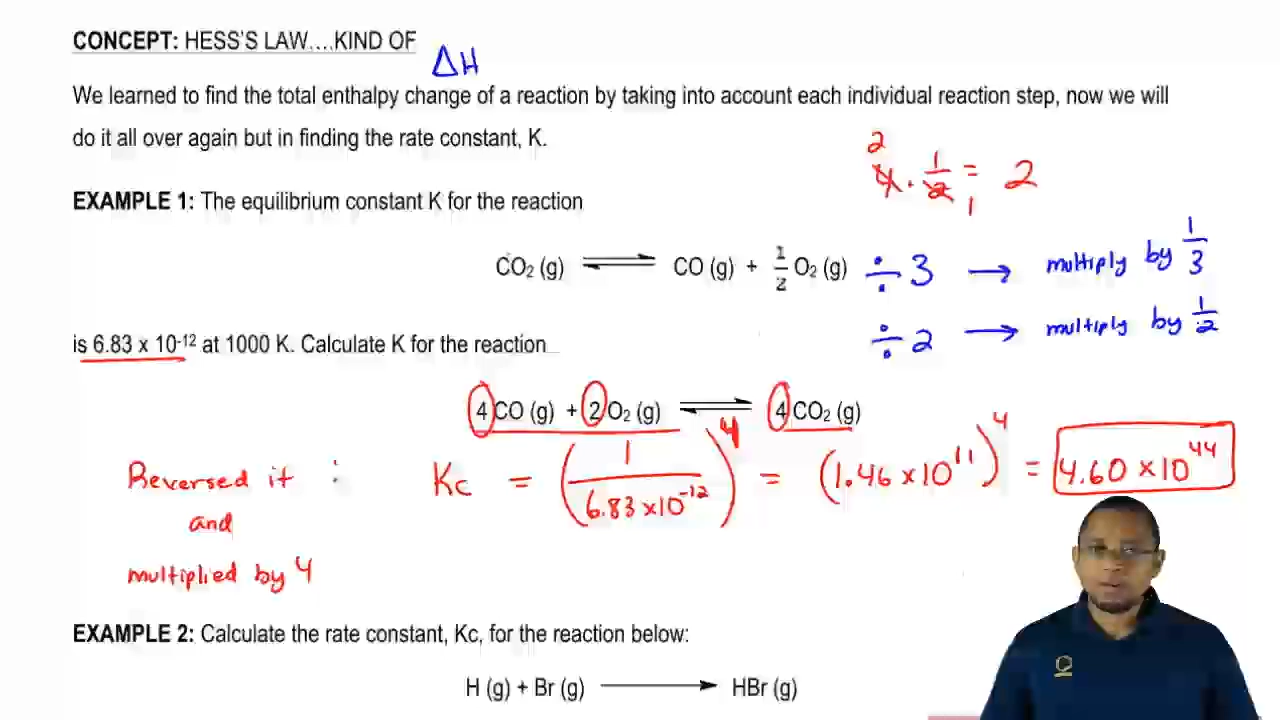 CONCEPT: HESS'S LAW....KIND OF
ΔH
We learned to find the total enthalpy change of a reaction by taking into account each individual reaction step, now we will
do it all over again but in finding the rate constant, K.
2
4 · 1/2 = 2
1
EXAMPLE 1: The equilibrium constant K for the reaction
CO₂ (g) ⇌ CO (g) + 1/2 O₂ (g)
÷ 3 → multiply by 1/3
÷ 2 → multiply by 1/2
is 6.83 x 10⁻¹² at 1000 K. Calculate K for the reaction
4 CO (g) + 2 O₂ (g) ⇌ 4 CO₂ (g)
Reversed it :
and
multiplied by 4
Kc = (1 / 6.83 x 10⁻¹²)⁴ = (1.46 x 10¹¹)⁴ = 4.60 x 10⁴⁴
EXAMPLE 2: Calculate the rate constant, Kc, for the reaction below:
H (g) + Br (g) → HBr (g)